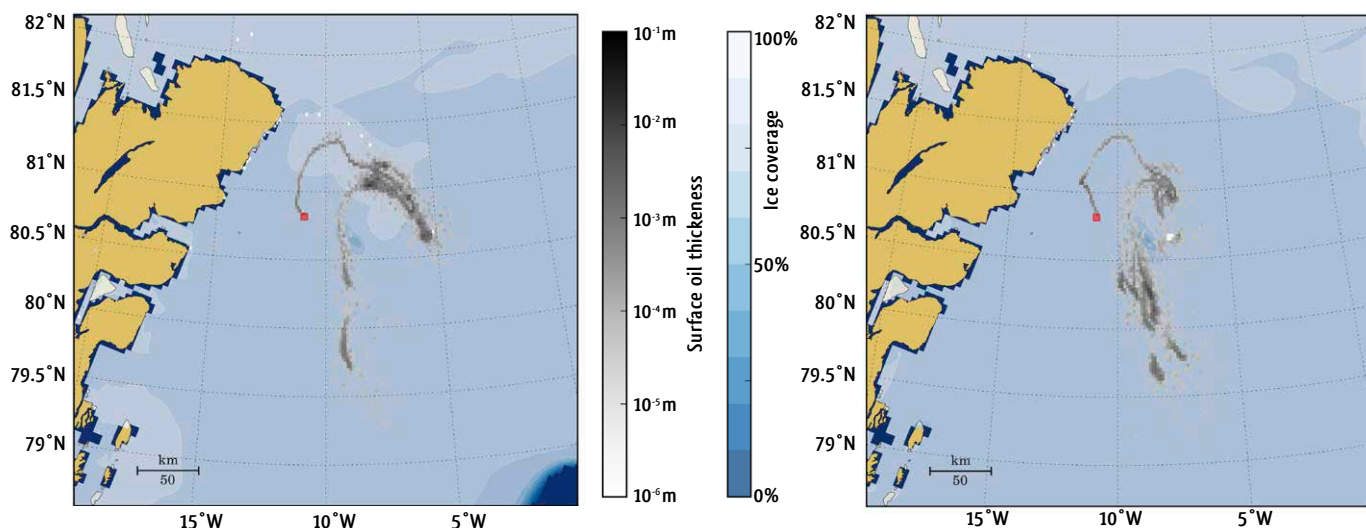 82˚N
81.5˚N
81˚N
80.5˚N
80˚N
79.5˚N
79˚N
km
50
15˚W
10˚W
5˚W
10⁻¹m
10⁻²m
10⁻³m
10⁻⁴m
10⁻⁵m
10⁻⁶m
Surface oil thickeness
100%
50%
0%
Ice coverage
82˚N
81.5˚N
81˚N
80.5˚N
80˚N
79.5˚N
79˚N
km
50
15˚W
10˚W
5˚W